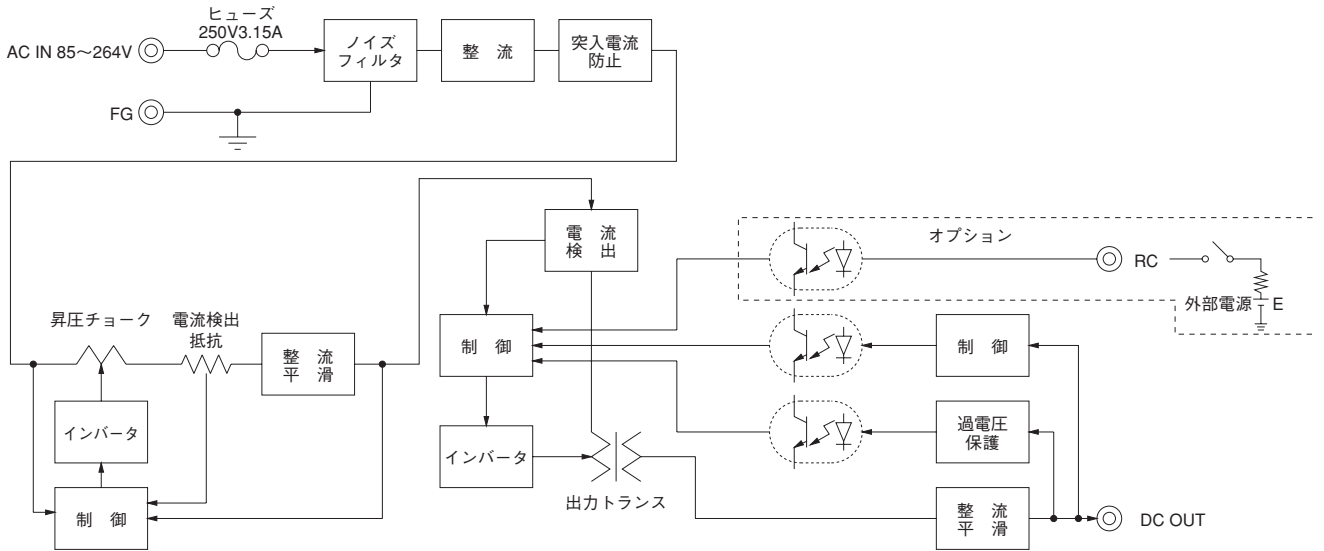 ヒューズ
250V3.15A
AC IN 85～264V
ノイズ
フィルタ
整 流
突入電流
防止
FG
電 流
検 出
オプション
RC
外部電源
E
昇圧チョーク
電流検出
抵抗
整 流
平 滑
制 御
制 御
インバータ
過電圧
保護
インバータ
出力トランス
制 御
整 流
平 滑
DC OUT